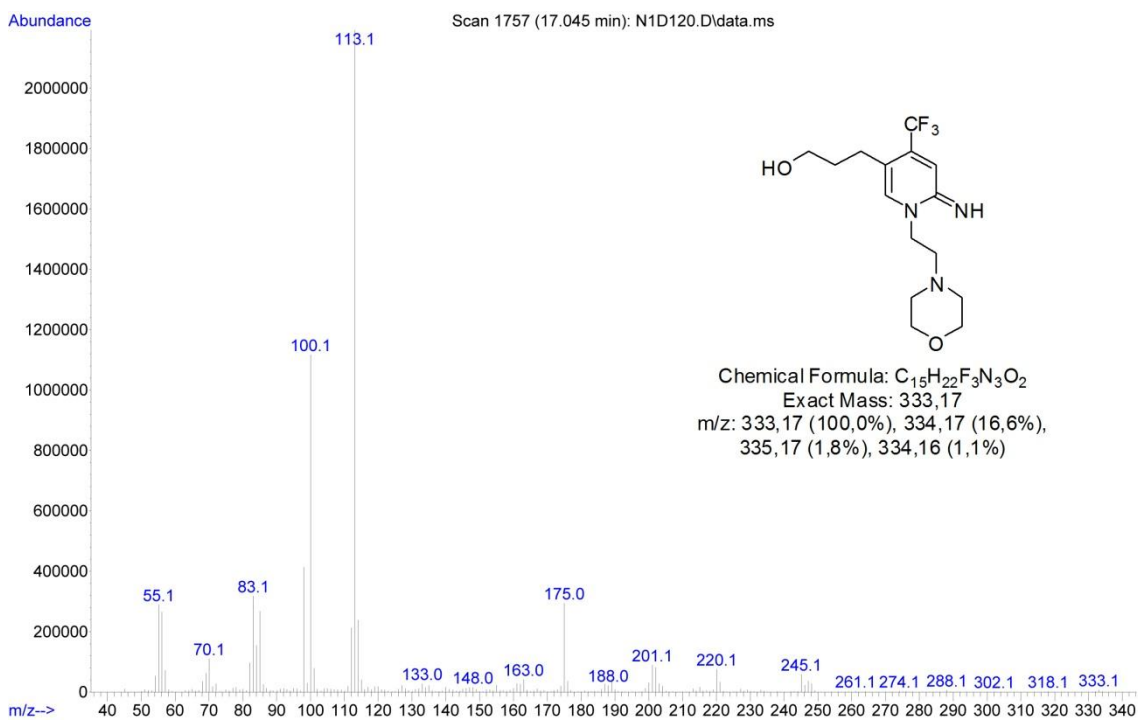 Abundance
Scan 1757 (17.045 min): N1D120.D\data.ms
113.1
2000000
1800000
1600000
1400000
1200000
1000000
800000
600000
400000
200000
0
100.1
55.1
70.1
83.1
133.0
148.0
163.0
175.0
188.0
201.1
220.1
245.1
261.1
274.1
288.1
302.1
318.1
333.1
40 50 60 70 80 90 100 110 120 130 140 150 160 170 180 190 200 210 220 230 240 250 260 270 280 290 300 310 320 330 340
m/z-->
CF3
HO
N
NH
N
O
Chemical Formula: C15H22F3N3O2
Exact Mass: 333,17
m/z: 333,17 (100,0%), 334,17 (16,6%),
335,17 (1,8%), 334,16 (1,1%)